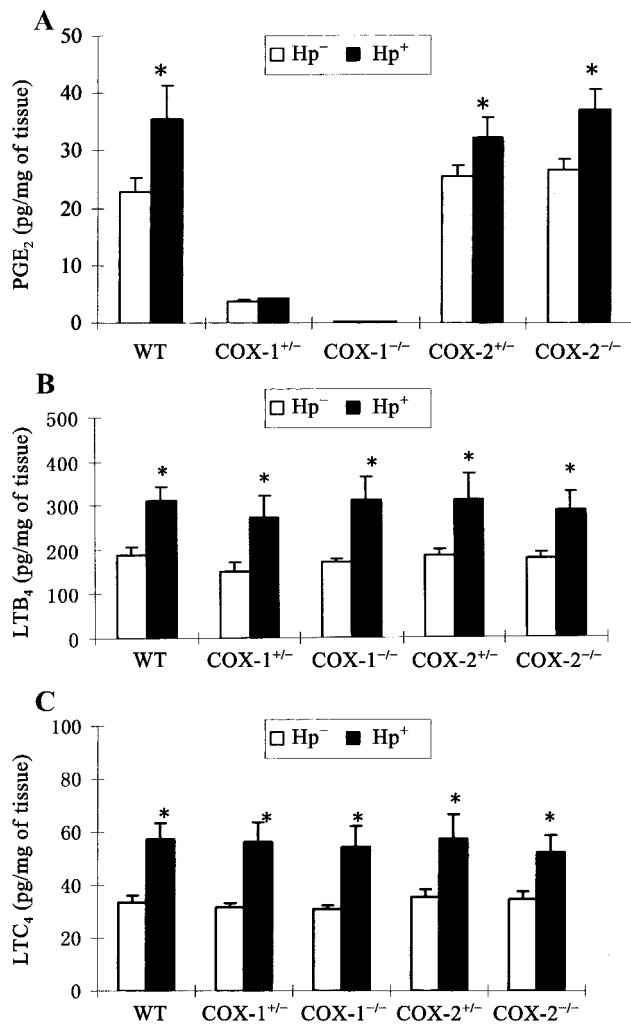 A
PGE₂ (pg/mg of tissue)
50
40
30
20
10
0
Hp⁻ Hp⁺
* * *
WT COX-1⁺/⁻ COX-1⁻/⁻ COX-2⁺/⁻ COX-2⁻/⁻
B
LTB₄ (pg/mg of tissue)
500
400
300
200
100
0
Hp⁻ Hp⁺
* * * * *
WT COX-1⁺/⁻ COX-1⁻/⁻ COX-2⁺/⁻ COX-2⁻/⁻
C
LTC₄ (pg/mg of tissue)
100
80
60
40
20
0
Hp⁻ Hp⁺
* * * * *
WT COX-1⁺/⁻ COX-1⁻/⁻ COX-2⁺/⁻ COX-2⁻/⁻